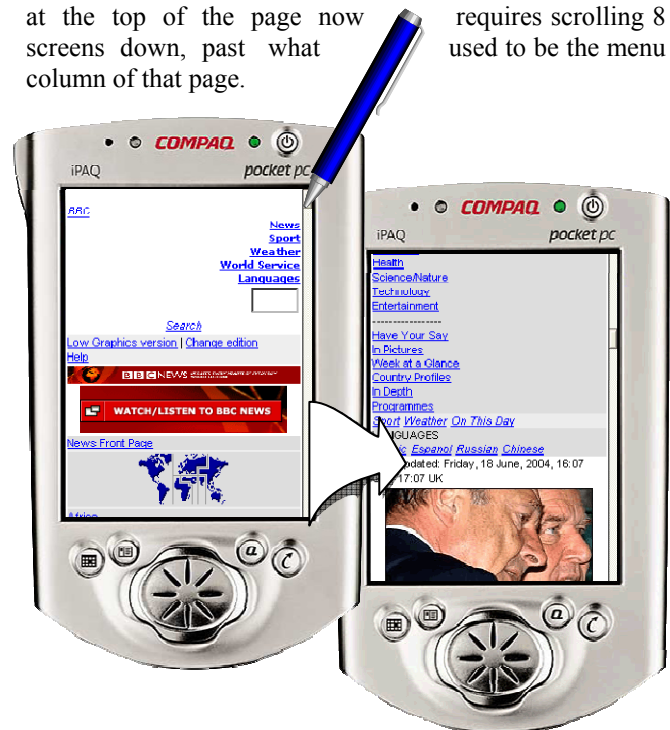 at the top of the page now requires scrolling 8
screens down, past what used to be the menu
column of that page.
COMPAQ
iPAQ pocket pc
BBC
News
Sport
Weather
World Service
Languages
Search
Low Graphics version | Change edition
Help
BBC NEWS
WATCH/LISTEN TO BBC NEWS
News Front Page
Africa
COMPAQ
iPAQ pocket pc
Health
Science/Nature
Technology
Entertainment
-----------------
Have Your Say
In Pictures
Week at a Glance
Country Profiles
In Depth
Programmes
Sport Weather On This Day
Espanol Russian Chinese
Friday, 18 June, 2004, 16:07
17:07 UK